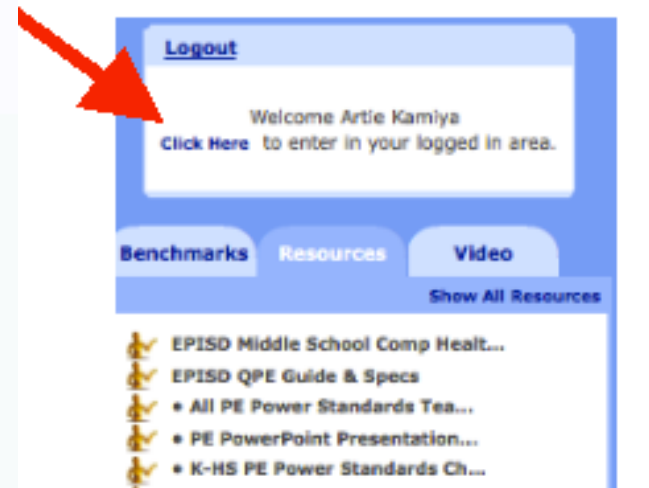 Logout
Welcome Artie Kamiya
Click Here to enter in your logged in area.
Benchmarks Resources Video
Show All Resources
EPISD Middle School Comp Healt...
EPISD QPE Guide & Specs
• All PE Power Standards Tea...
• PE PowerPoint Presentation...
• K-HS PE Power Standards Ch...